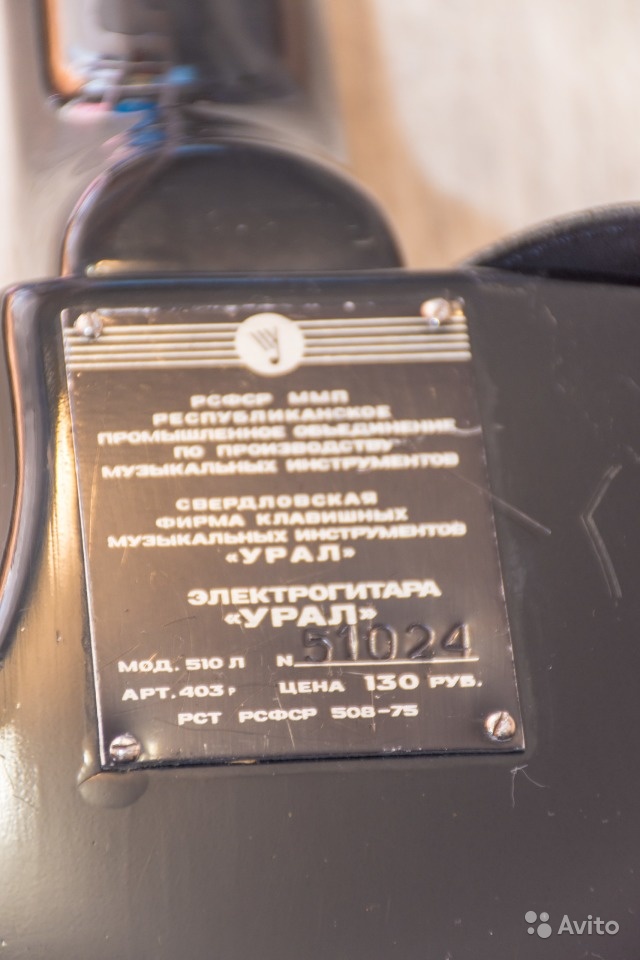 РСФСР ММП
РЕСПУБЛИКАНСКОЕ
ПРОМЫШЛЕННОЕ ОБЪЕДИНЕНИЕ
ПО ПРОИЗВОДСТВУ
МУЗЫКАЛЬНЫХ ИНСТРУМЕНТОВ
СВЕРДЛОВСКАЯ
ФИРМА КЛАВИШНЫХ
МУЗЫКАЛЬНЫХ ИНСТРУМЕНТОВ
«УРАЛ»
ЭЛЕКТРОГИТАРА
«УРАЛ»
МОД. 510 Л N 51024
АРТ. 403 Р ЦЕНА 130 РУБ.
РСТ РСФСР 508-75
Avito